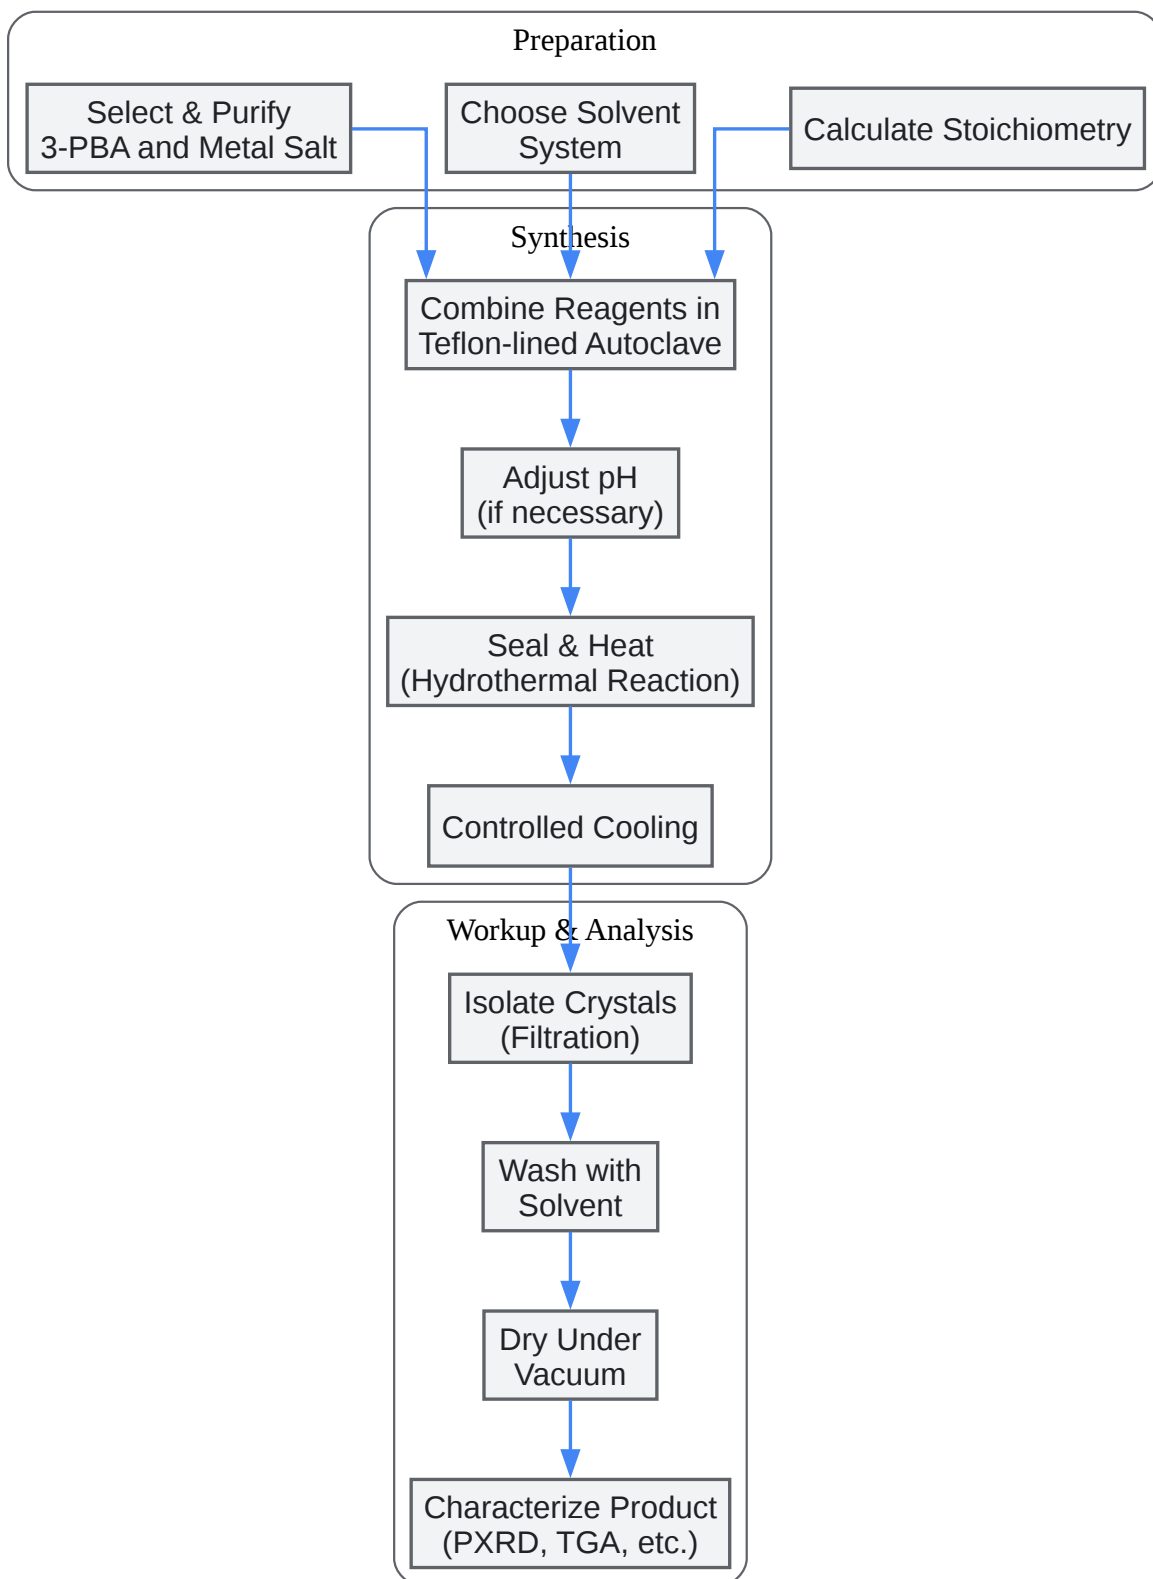 Preparation
Select & Purify
3-PBA and Metal Salt
Choose Solvent
System
Calculate Stoichiometry
Synthesis
Combine Reagents in
Teflon-lined Autoclave
Adjust pH
(if necessary)
Seal & Heat
(Hydrothermal Reaction)
Controlled Cooling
Workup & Analysis
Isolate Crystals
(Filtration)
Wash with
Solvent
Dry Under
Vacuum
Characterize Product
(PXRD, TGA, etc.)